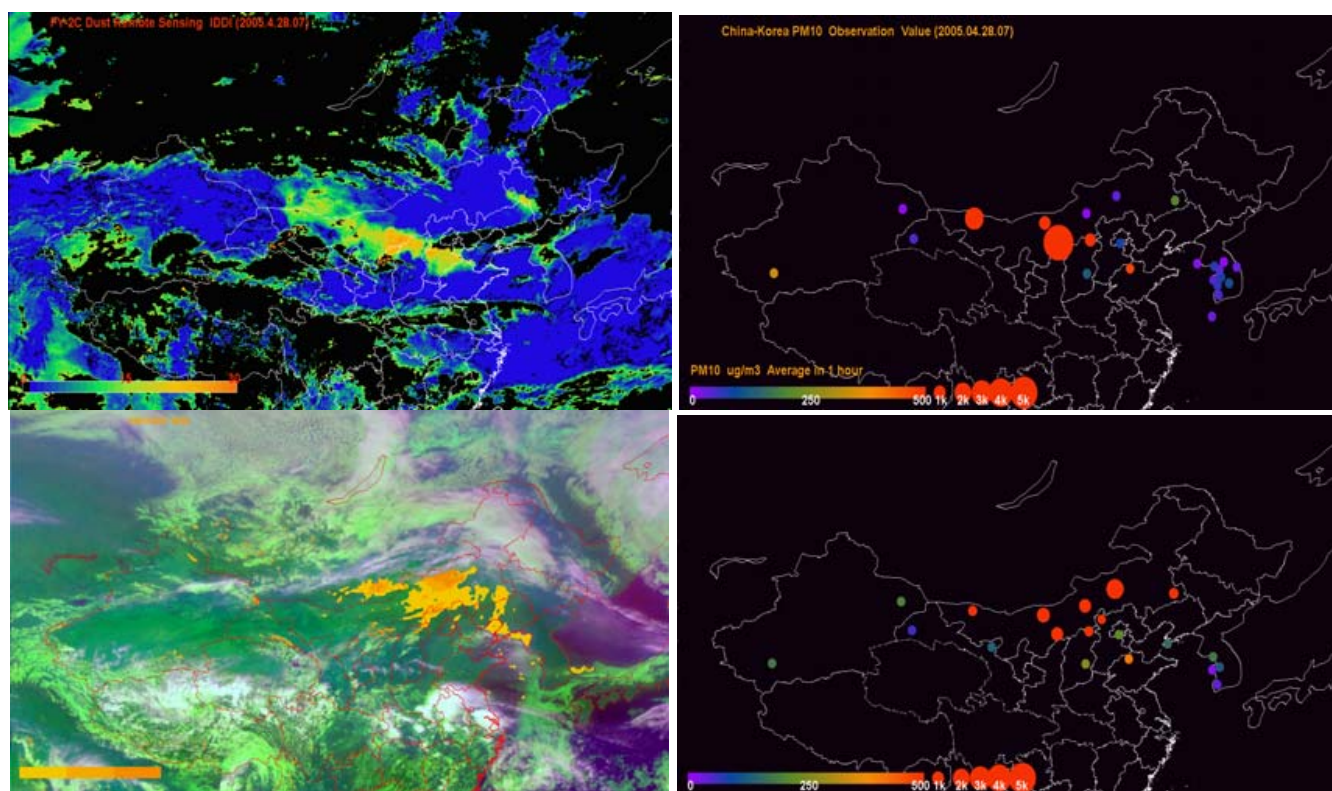 FY-2C Dust Remote Sensing IDDI (2005.4.28.07)
China-Korea PM10 Observation Value (2005.04.28.07)
PM10 ug/m3 Average in 1 hour
0 250 500 1k 2k 3k 4k 5k
0 250 500 1k 2k 3k 4k 5k